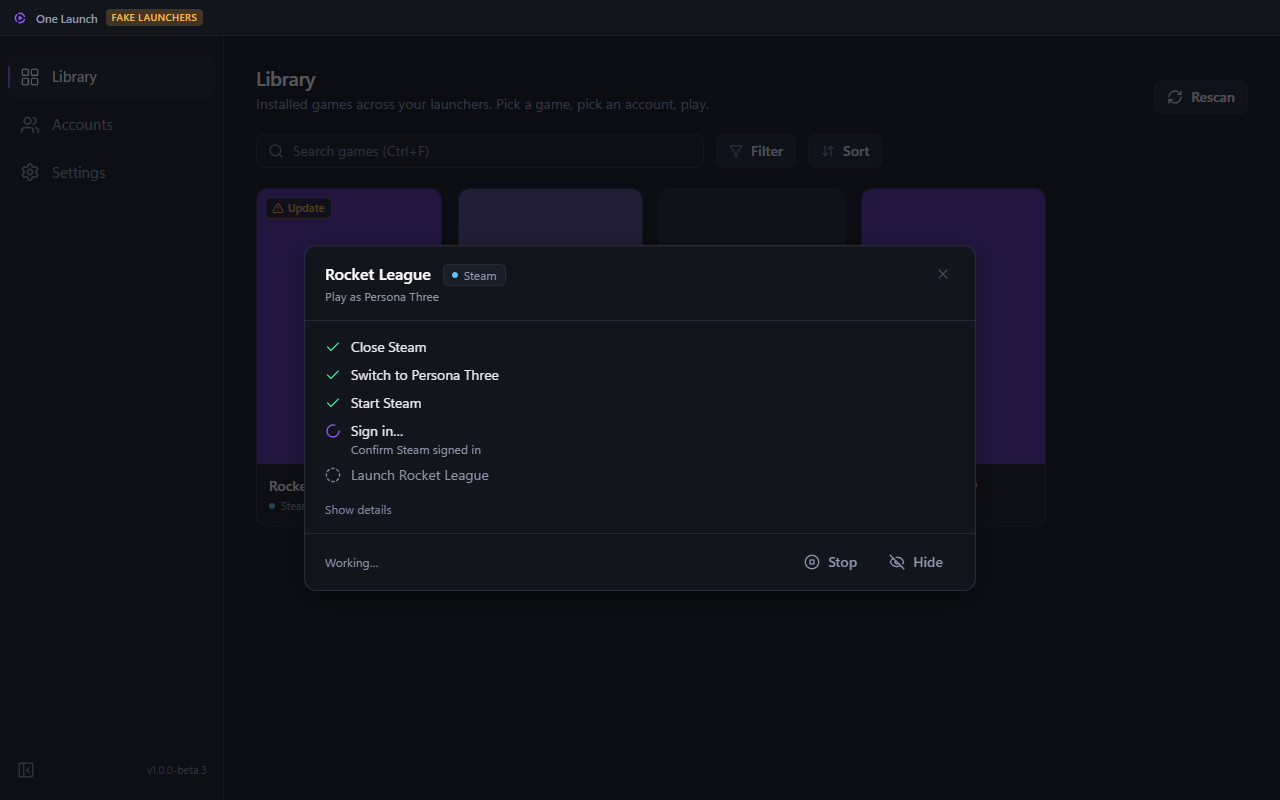 One Launch FAKE LAUNCHERS
Library
Accounts
Settings
Library
Installed games across your launchers. Pick a game, pick an account, play.
Rescan
Search games (Ctrl+F)
Filter
Sort
Update
Rocket League Steam
Play as Persona Three
Close Steam
Switch to Persona Three
Start Steam
Sign in...
Confirm Steam signed in
Launch Rocket League
Show details
Working...
Stop
Hide
v1.0.0-beta.3